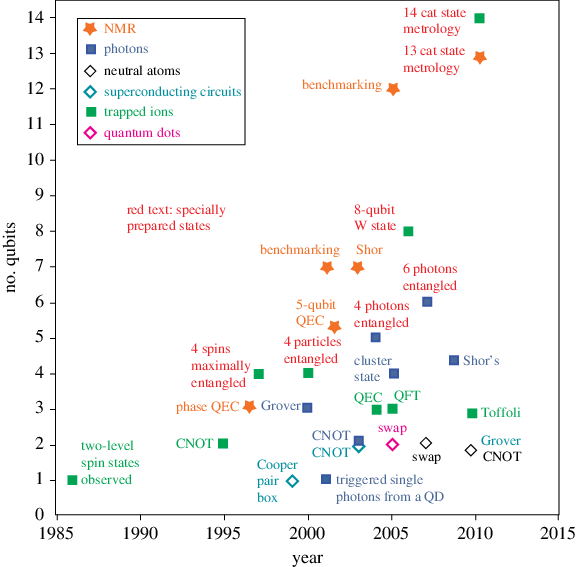 14
13
12
11
10
9
8
7
6
5
4
3
2
1
0
no. qubits
NMR
photons
neutral atoms
superconducting circuits
trapped ions
quantum dots
14 cat state
metrology
13 cat state
metrology
benchmarking
red text: specially
prepared states
8-qubit
W state
benchmarking
Shor
6 photons
entangled
5-qubit
QEC
4 photons
entangled
4 spins
maximally
entangled
4 particles
entangled
cluster
state
Shor's
phase QEC
Grover
QEC
QFT
Toffoli
swap
two-level
spin states
observed
CNOT
CNOT
CNOT
swap
Grover
CNOT
Cooper
pair
box
triggered single
photons from a QD
1985
1990
1995
2000
2005
2010
2015
year